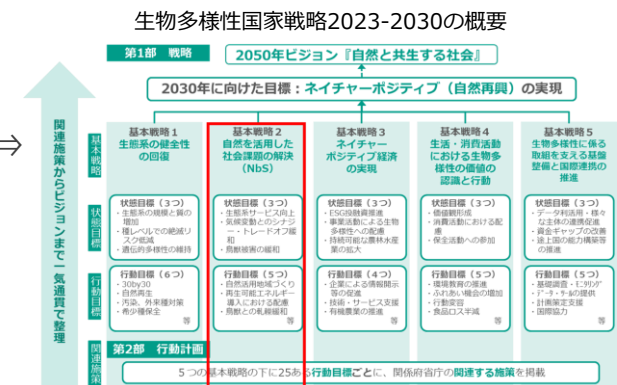 生物多様性国家戦略2023-2030の概要
第1部 戦略
2050年ビジョン『自然と共生する社会』
2030年に向けた目標：ネイチャーポジティブ（自然再興）の実現
⇒
関連施策からビジョンまで一気通貫で整理
基本戦略
基本戦略1
生態系の健全性
の回復
基本戦略2
自然を活用した
社会課題の解決
（NbS）
基本戦略3
ネイチャー
ポジティブ経済
の実現
基本戦略4
生活・消費活動
における生物多
様性の価値の
認識と行動
基本戦略5
生物多様性に係る
取組を支える基盤
整備と国際連携の
推進
状態目標
状態目標（3つ）
・生態系の規模と質の
増加
・種レベルでの絶滅リ
スク低減
・遺伝的多様性の維持
状態目標（3つ）
・生態系サービス向上
・気候変動とのシナジ
ー・トレードオフ緩
和
・鳥獣被害の緩和
状態目標（3つ）
・ESG投融資推進
・事業活動による生物
多様性への配慮
・持続可能な農林水産
業の拡大
状態目標（3つ）
・価値観形成
・消費活動における配
慮
・保全活動への参加
状態目標（3つ）
・データ利活用・様々
な主体の連携促進
・資金ギャップの改善
・途上国の能力構築等
の推進
行動目標
行動目標（6つ）
・30by30
・自然再生
・汚染、外来種対策
・希少種保全
等
行動目標（5つ）
・自然活用地域づくり
・再生可能エネルギー
導入における配慮
・鳥獣との軋轢緩和
等
行動目標（4つ）
・企業による情報開示
等の促進
・技術・サービス支援
・有機農業の推進
等
行動目標（5つ）
・環境教育の推進
・ふれあい機会の増加
・行動変容
・食品ロス半減
等
行動目標（5つ）
・基礎調査・モニタリング
・データ・ツールの提供
・計画策定支援
・国際協力
等
関連施策
第2部 行動計画
5つの基本戦略の下に25ある行動目標ごとに、関係府省庁の関連する施策を掲載